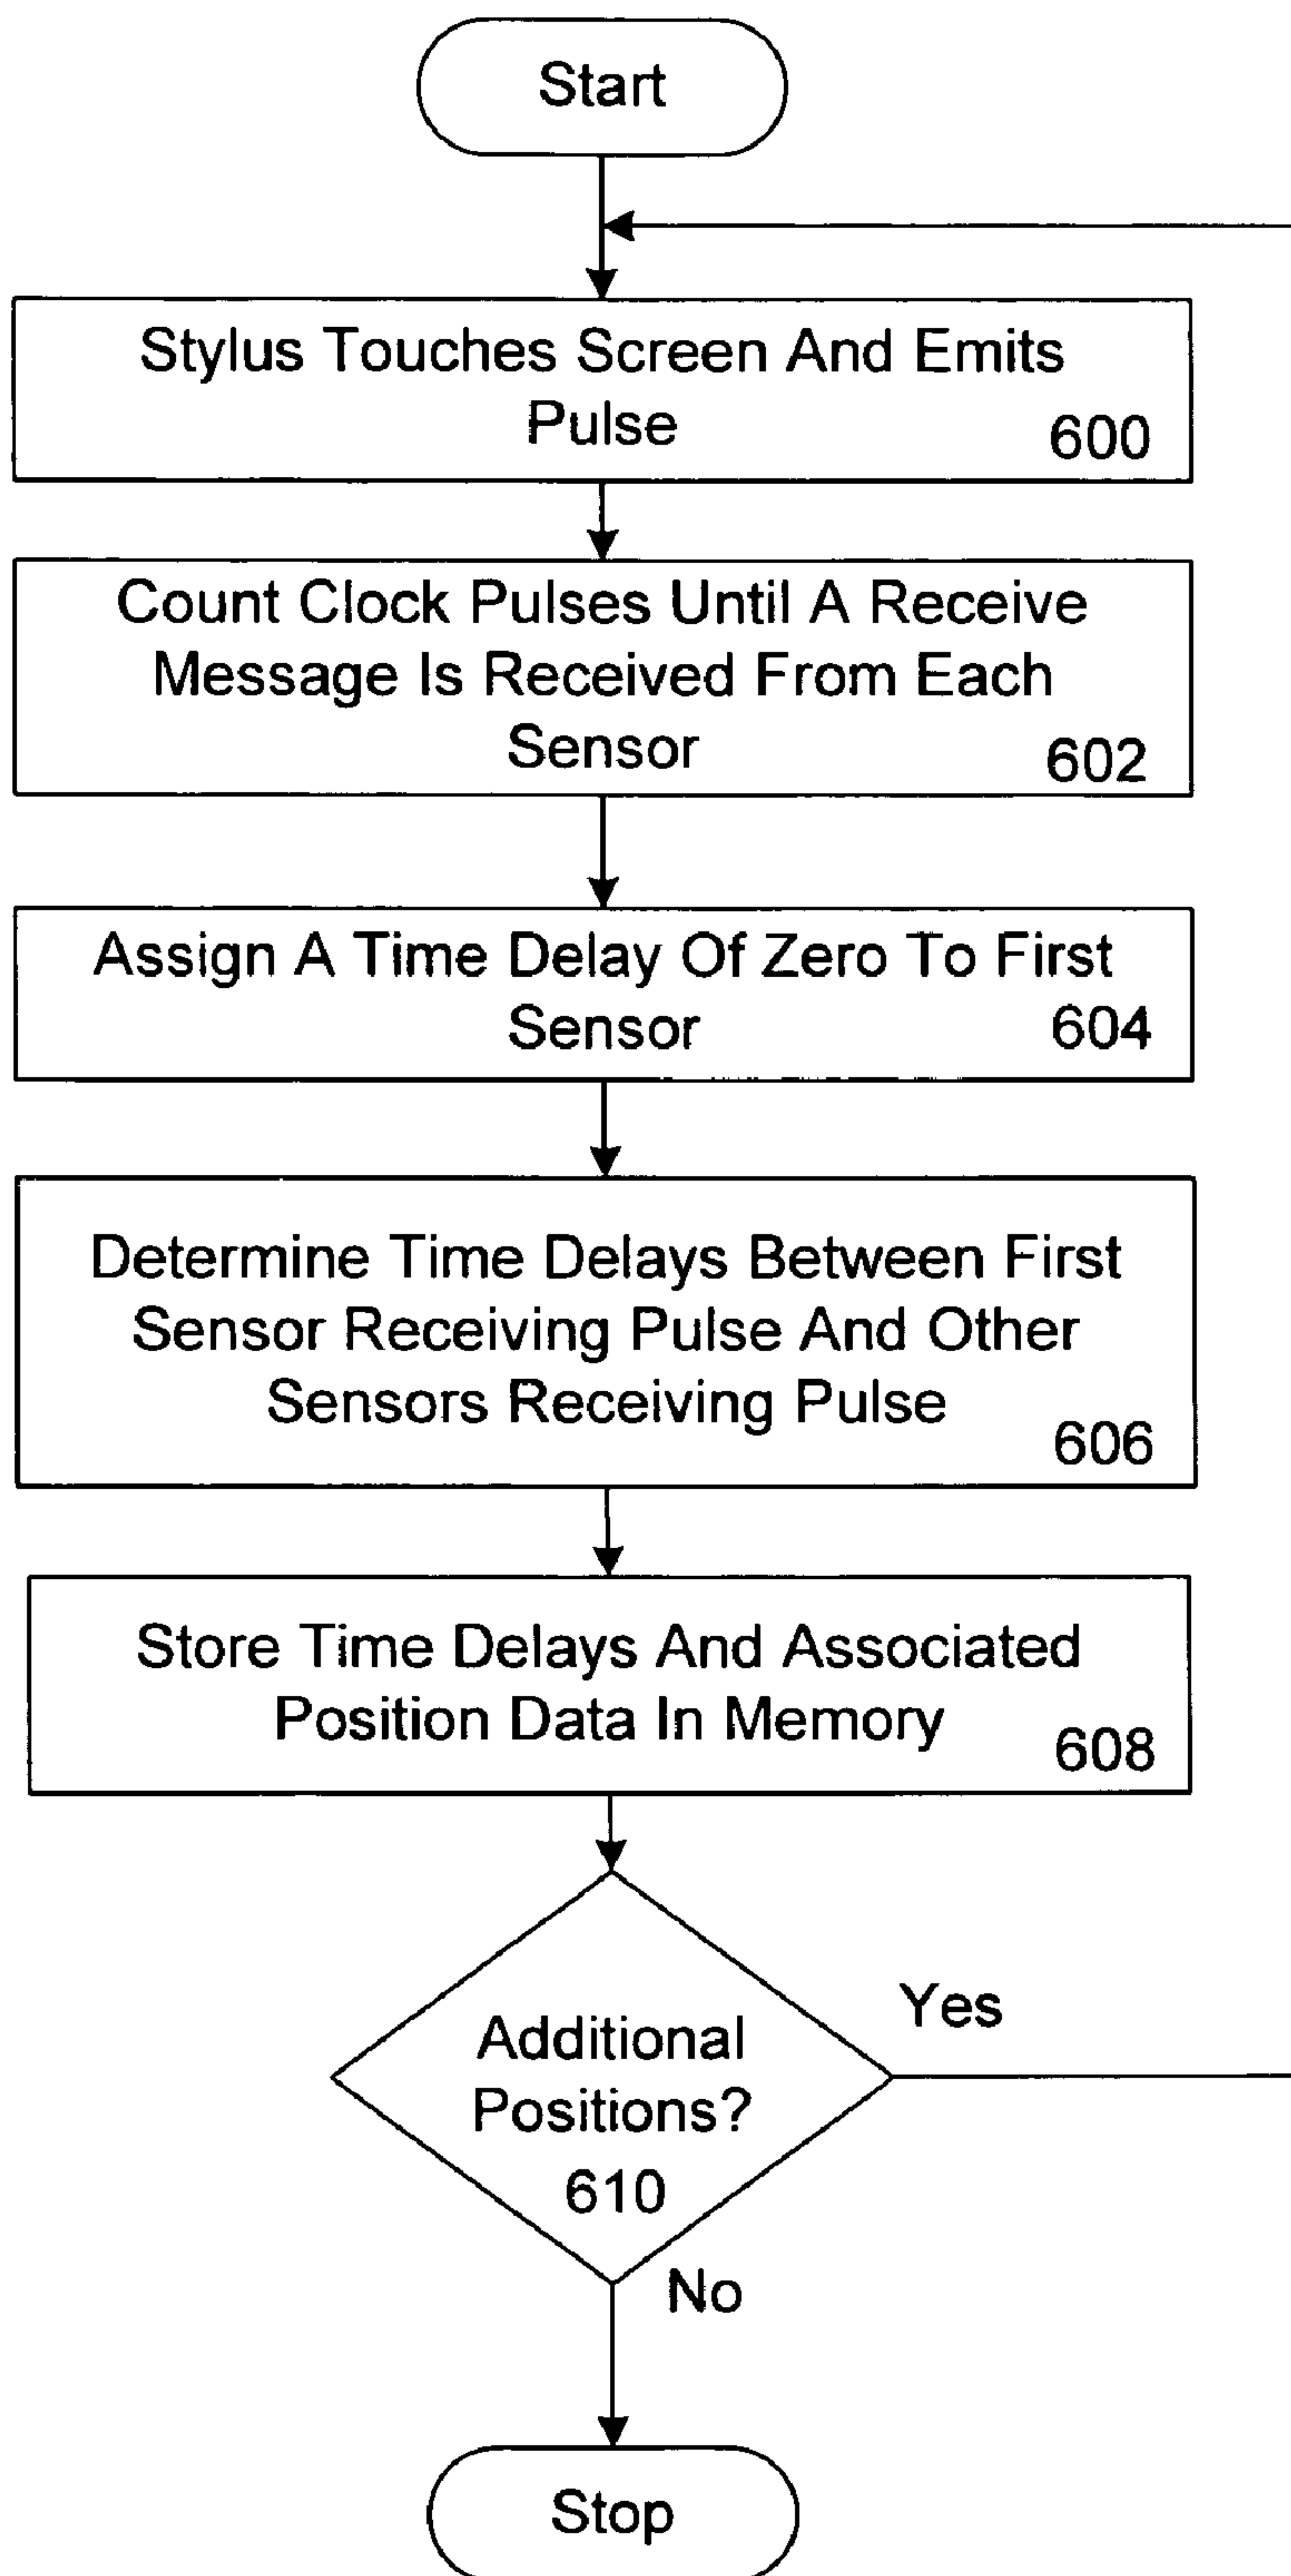 Start
Stylus Touches Screen And Emits
Pulse
600
Count Clock Pulses Until A Receive
Message Is Received From Each
Sensor
602
Assign A Time Delay Of Zero To First
Sensor
604
Determine Time Delays Between First
Sensor Receiving Pulse And Other
Sensors Receiving Pulse
606
Store Time Delays And Associated
Position Data In Memory
608
Additional
Positions?
610
Yes
No
Stop